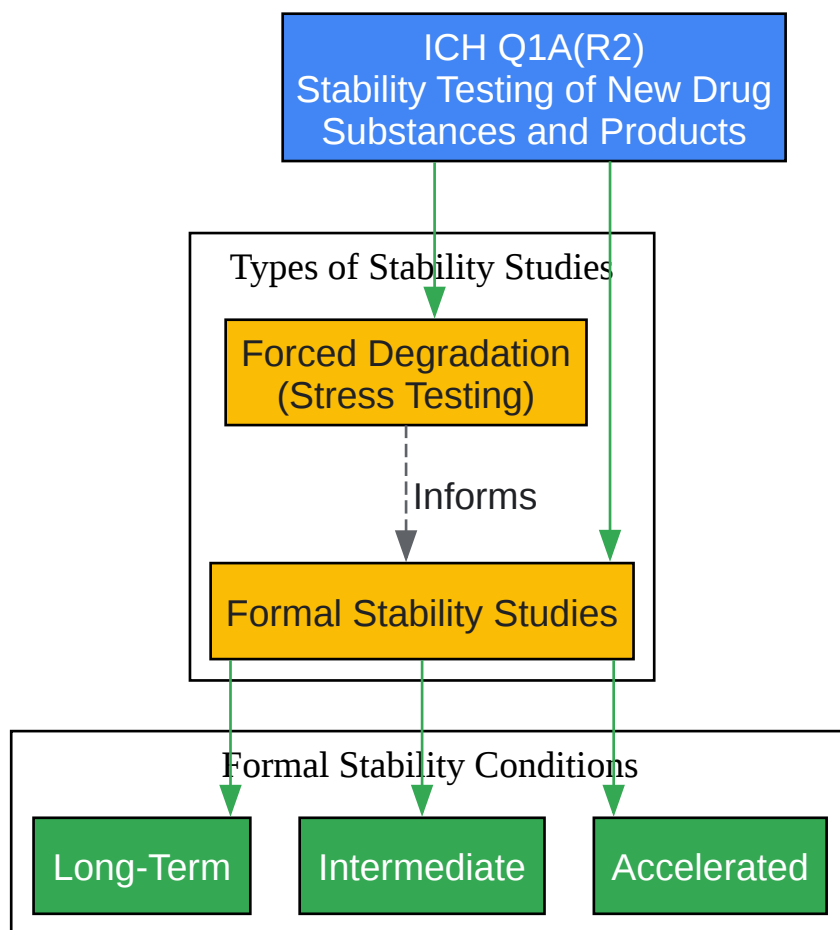 ICH Q1A(R2)
Stability Testing of New Drug
Substances and Products
Types of Stability Studies
Forced Degradation
(Stress Testing)
Informs
Formal Stability Studies
Formal Stability Conditions
Long-Term
Intermediate
Accelerated